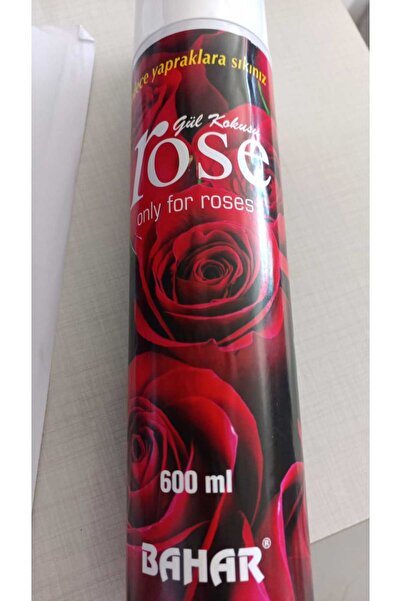 yapraklara sıkınız
Gül Kokusu
rose
only for roses
600 ml
BAHAR®